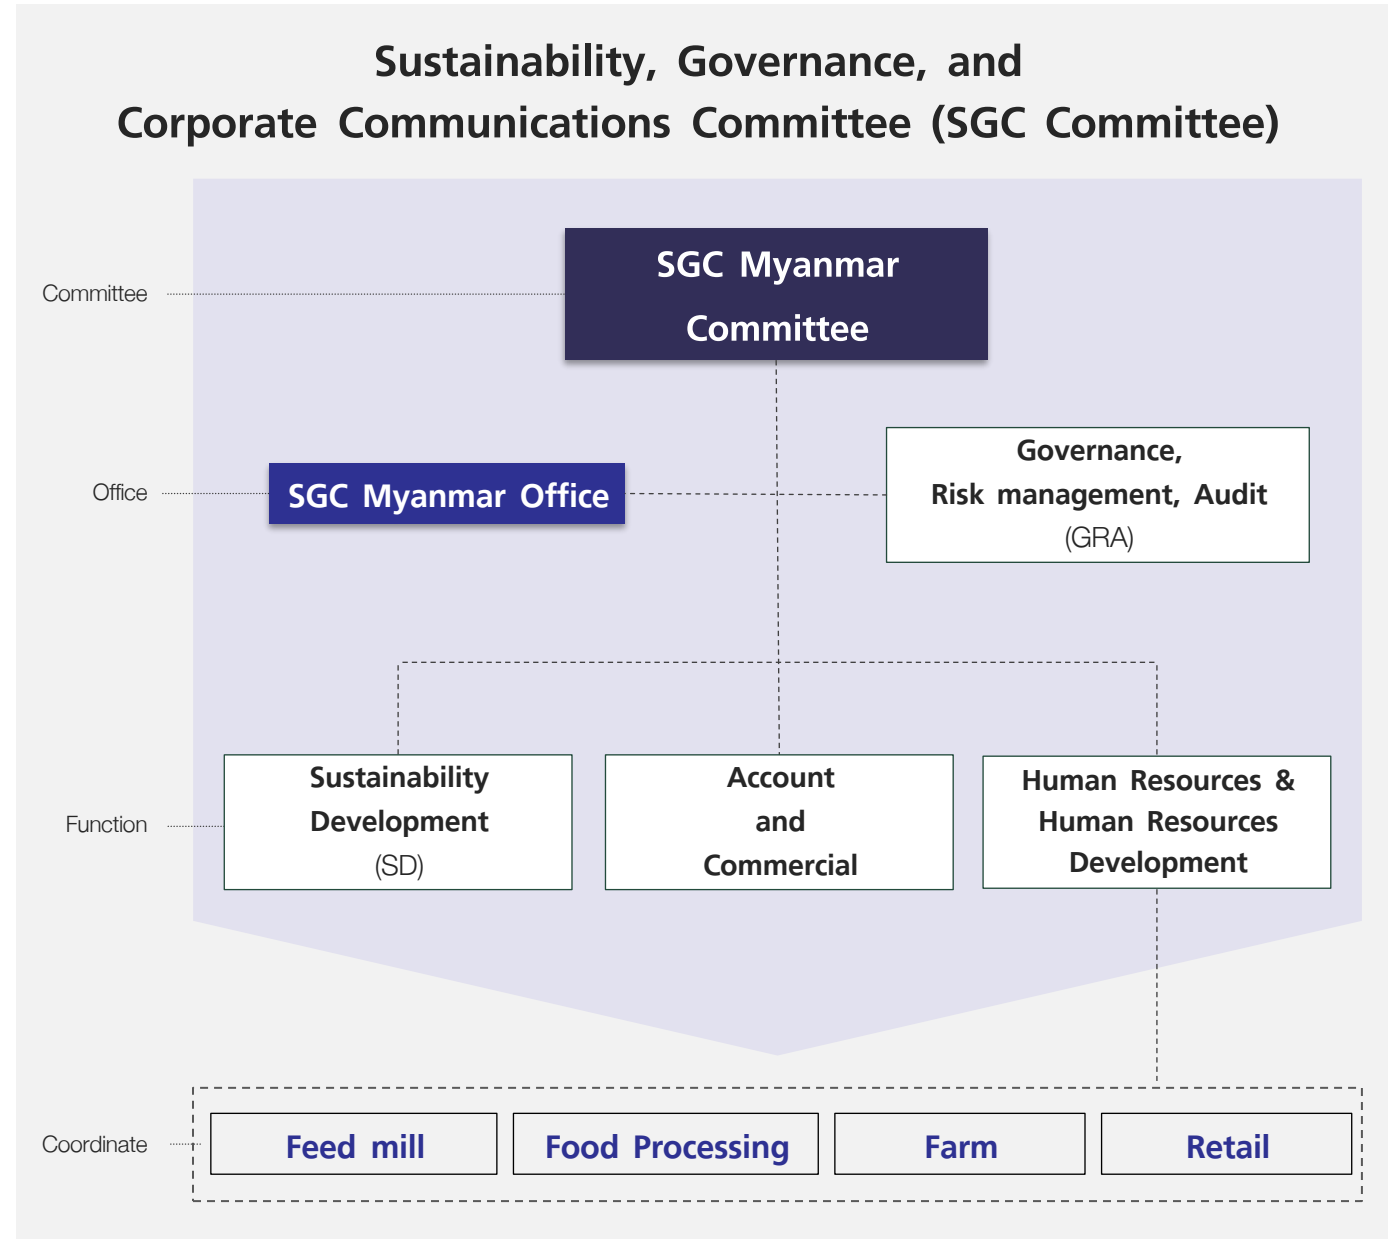 Sustainability, Governance, and
Corporate Communications Committee (SGC Committee)
Committee
SGC Myanmar
Committee
Office
SGC Myanmar Office
Governance,
Risk management, Audit
(GRA)
Function
Sustainability
Development
(SD)
Account
and
Commercial
Human Resources &
Human Resources
Development
Coordinate
Feed mill
Food Processing
Farm
Retail